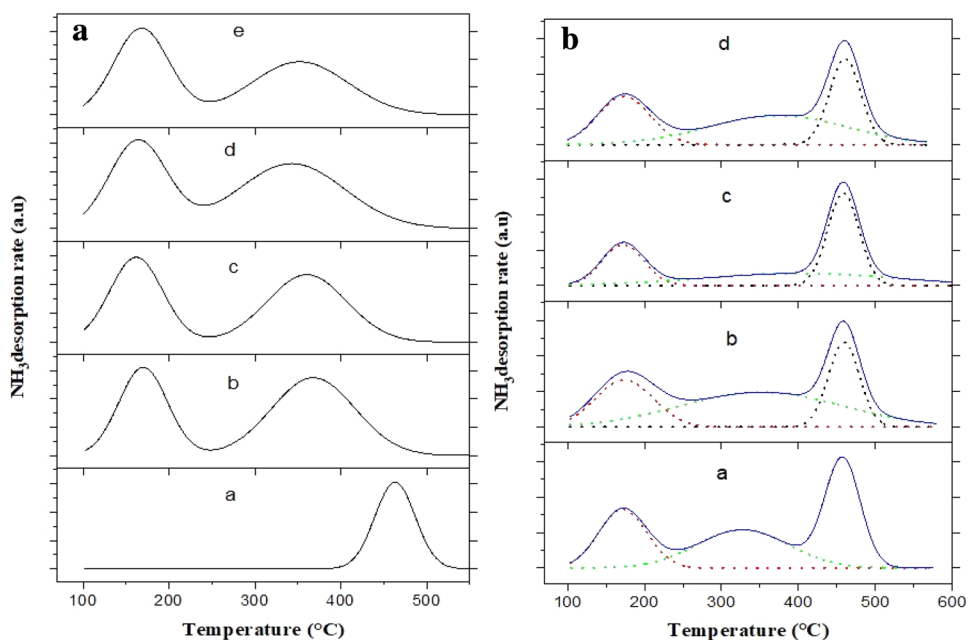 a
e
d
c
b
a
NH3desorption rate (a.u)
100 200 300 400 500
Temperature (°C)
b
d
c
b
a
NH3desorption rate (a.u)
100 200 300 400 500 600
Temperature (°C)